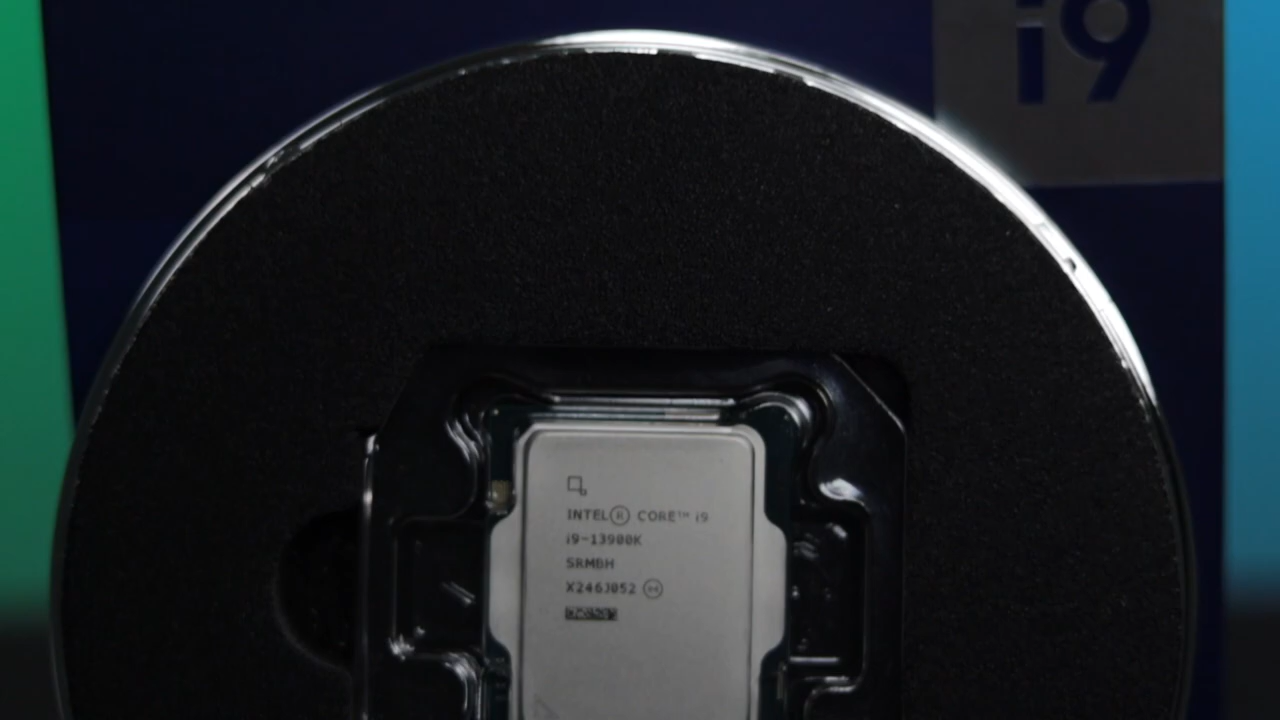 i9
INTEL® CORE™ i9
i9-13900K
SRMBH
X246J052